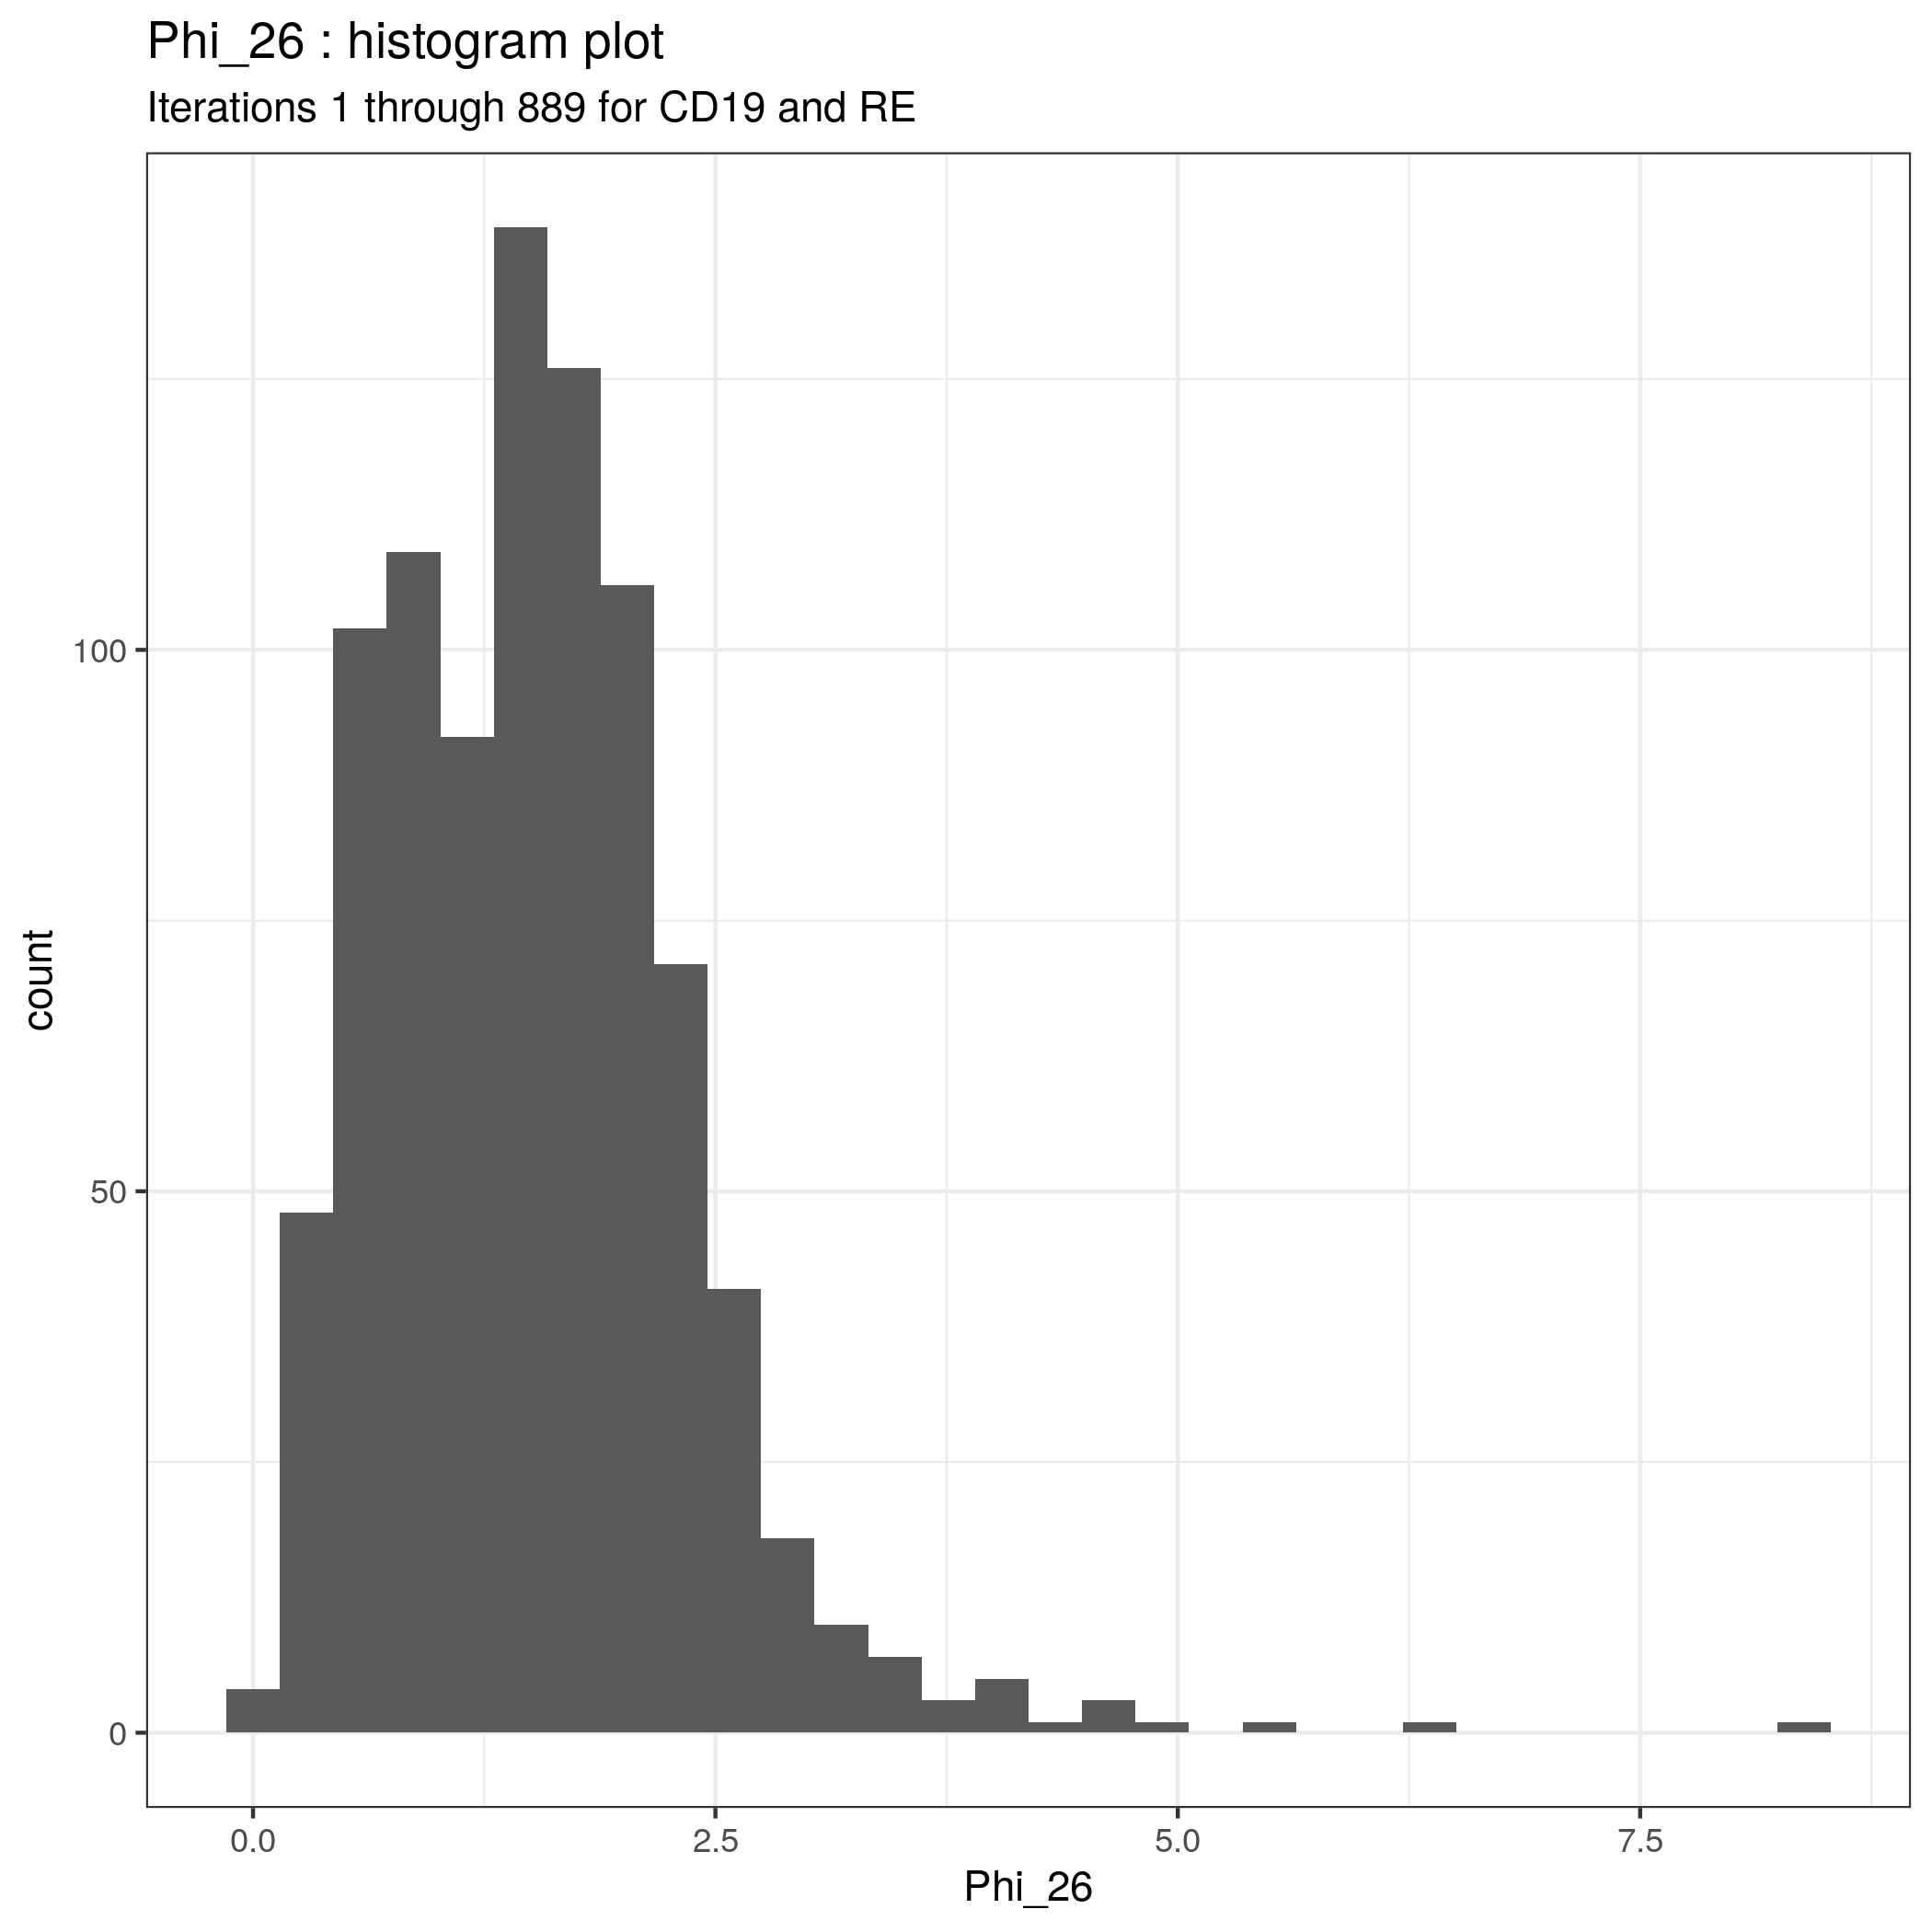 Phi_26 : histogram plot
Iterations 1 through 889 for CD19 and RE
count
100
50
0
0.0 2.5 5.0 7.5
Phi_26